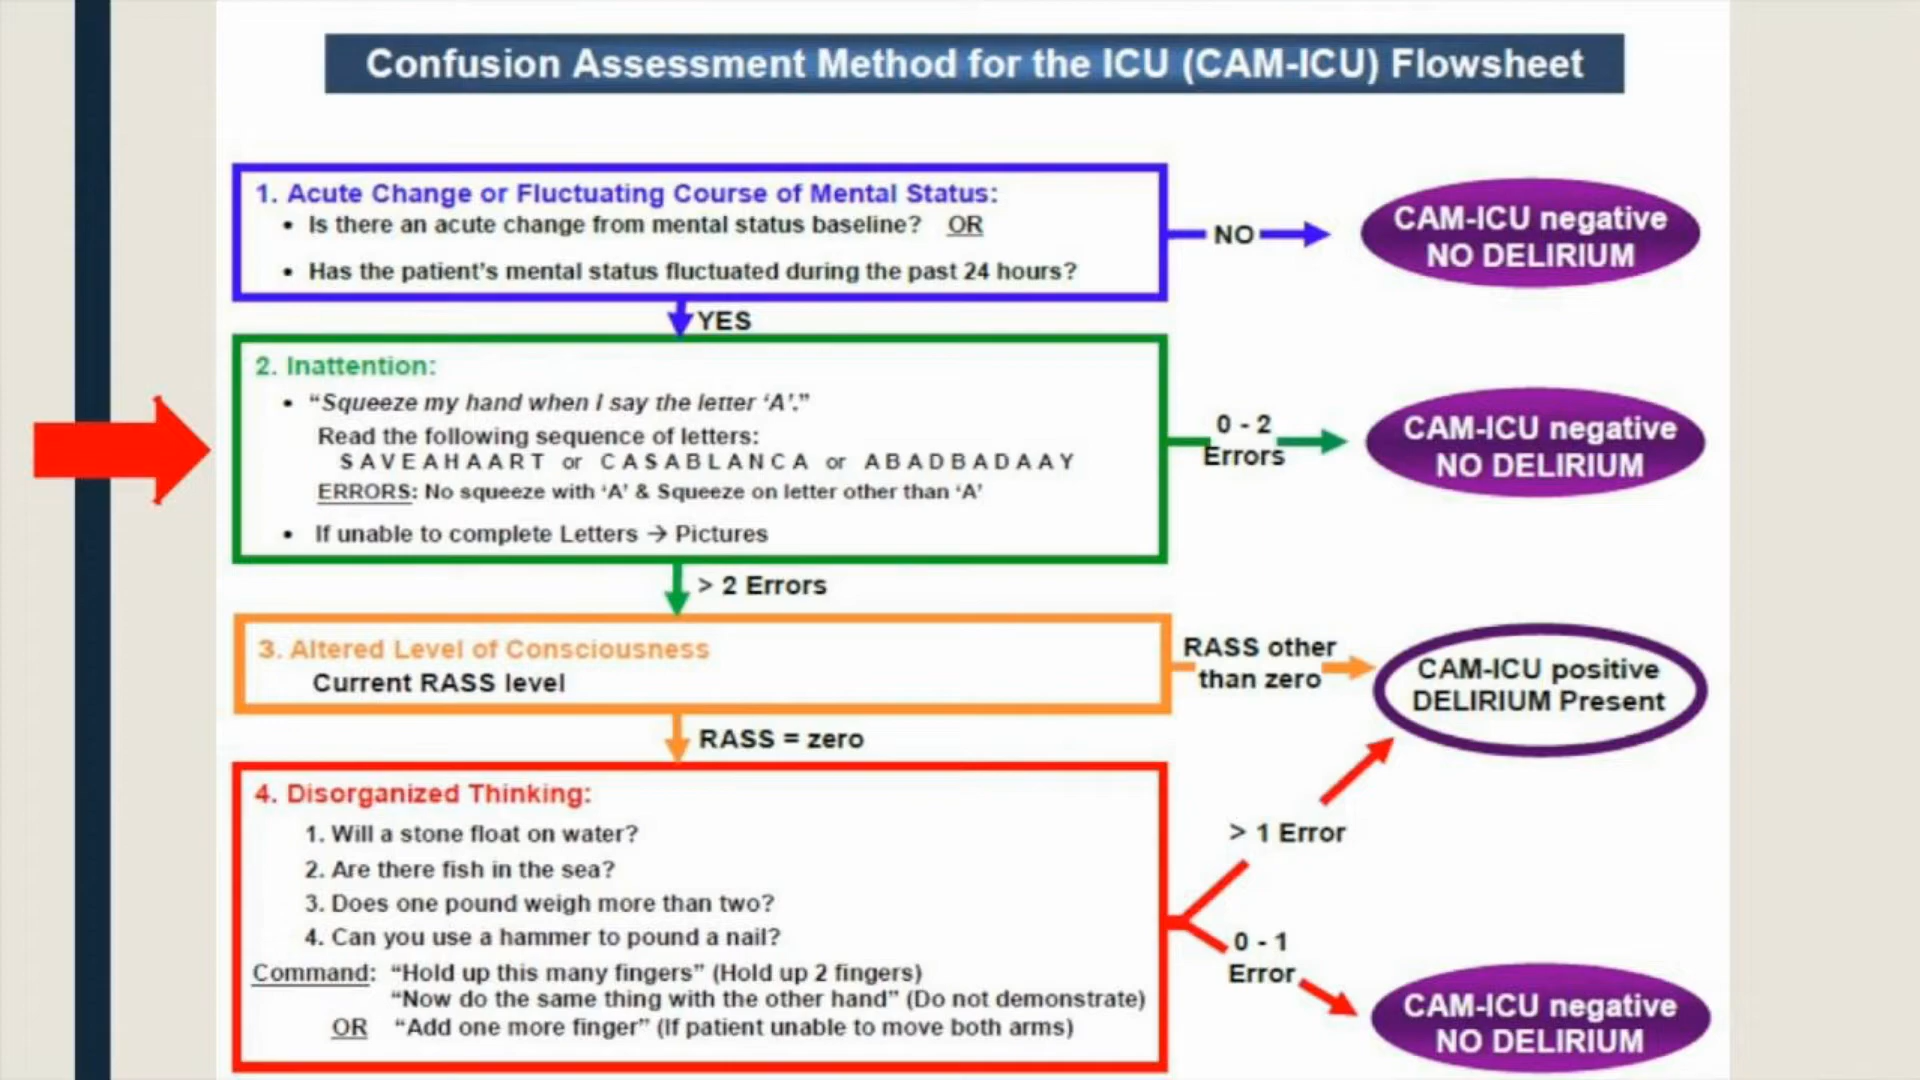 Confusion Assessment Method for the ICU (CAM-ICU) Flowsheet
1. Acute Change or Fluctuating Course of Mental Status:
• Is there an acute change from mental status baseline? OR
• Has the patient's mental status fluctuated during the past 24 hours?
NO
CAM-ICU negative
NO DELIRIUM
YES
2. Inattention:
• “Squeeze my hand when I say the letter ‘A’.”
Read the following sequence of letters:
S A V E A H A A R T or C A S A B L A N C A or A B A D B A D A A Y
ERRORS: No squeeze with ‘A’ & Squeeze on letter other than ‘A’
• If unable to complete Letters → Pictures
0 - 2
Errors
CAM-ICU negative
NO DELIRIUM
> 2 Errors
3. Altered Level of Consciousness
Current RASS level
RASS other
than zero
CAM-ICU positive
DELIRIUM Present
RASS = zero
4. Disorganized Thinking:
1. Will a stone float on water?
2. Are there fish in the sea?
3. Does one pound weigh more than two?
4. Can you use a hammer to pound a nail?
Command: “Hold up this many fingers” (Hold up 2 fingers)
“Now do the same thing with the other hand” (Do not demonstrate)
OR “Add one more finger” (If patient unable to move both arms)
> 1 Error
0 - 1
Error
CAM-ICU negative
NO DELIRIUM